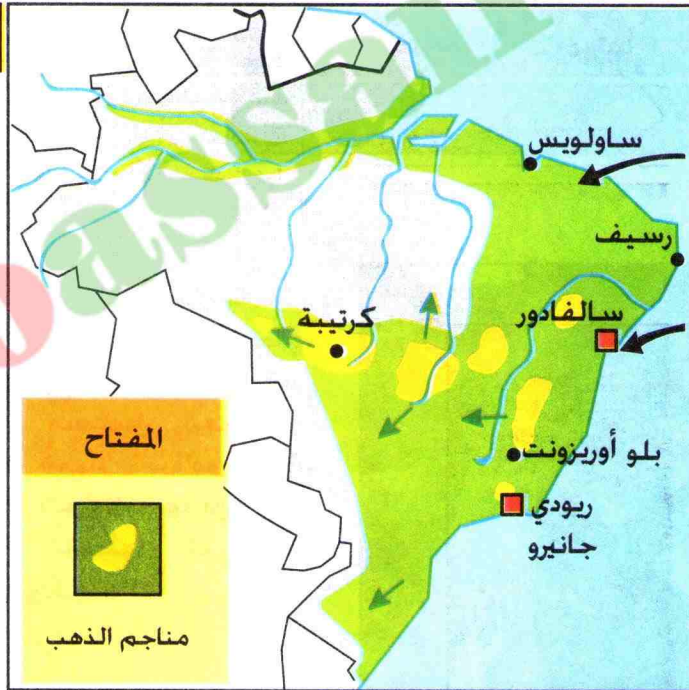 ساولويس
رسيف
سالفادور
كرتيبة
بلو أوريزونت
ريودي
جانيرو
المفتاح
مناجم الذهب